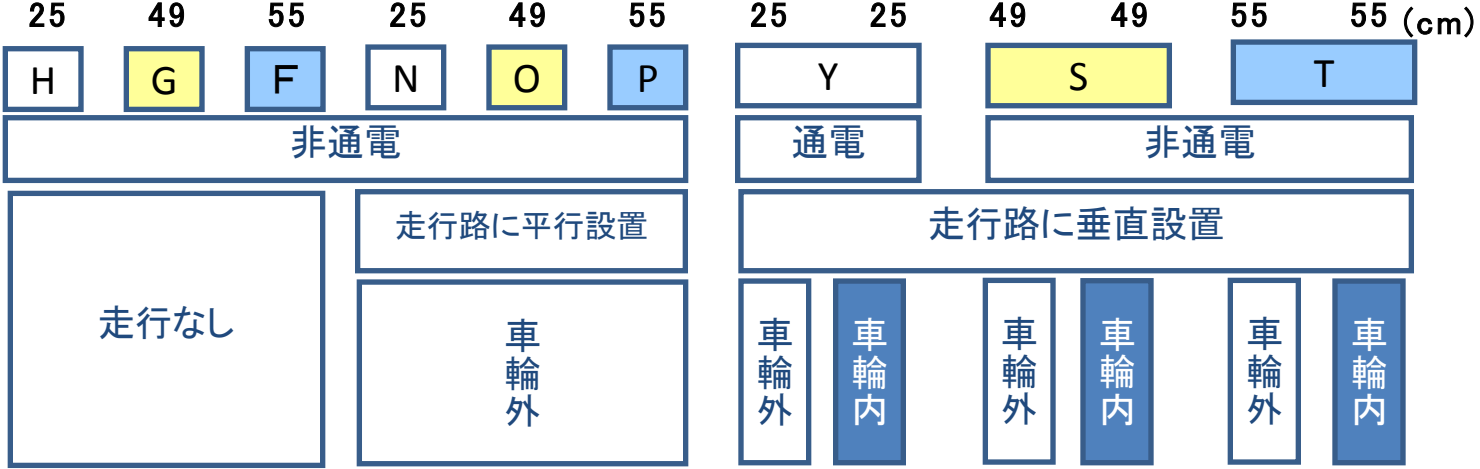 25 49 55 25 49 55 25 25 49 49 55 55 (cm)
H G F N O P Y S T
非通電 通電 非通電
走行なし
走行路に平行設置
走行路に垂直設置
車輪外
車輪外
車輪内
車輪外
車輪内
車輪外
車輪内